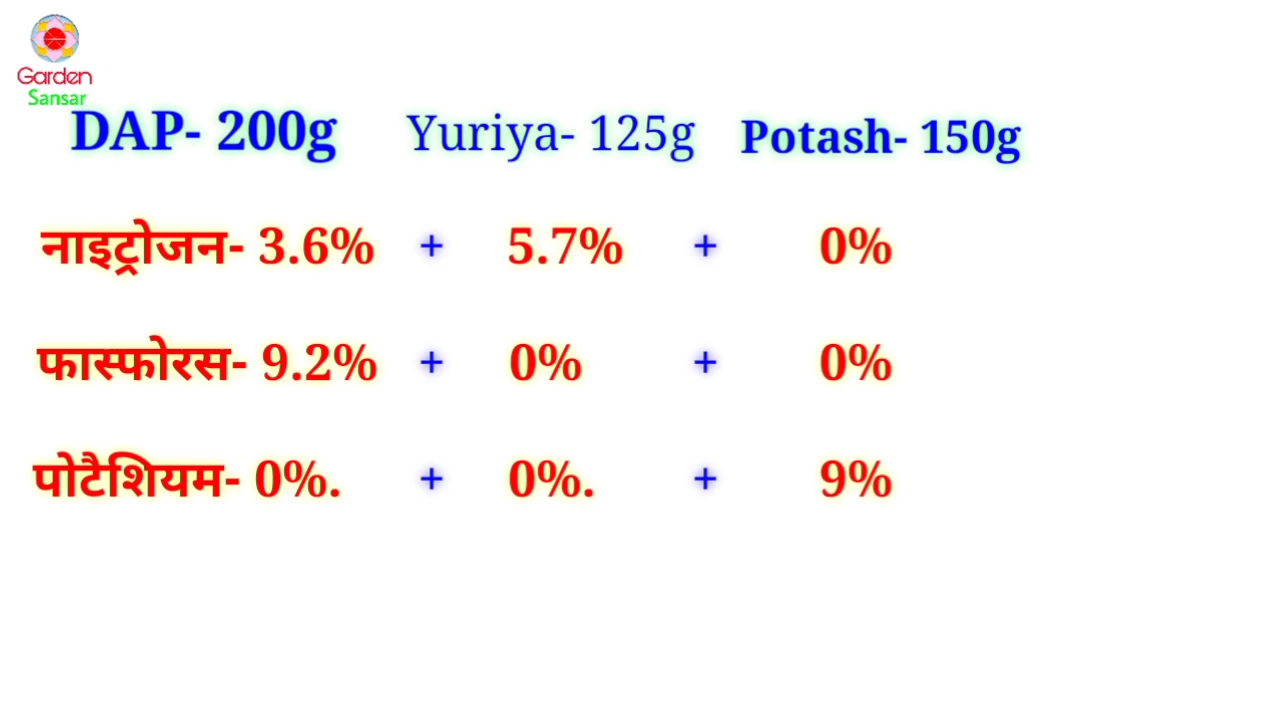 Garden
Sansar
DAP- 200g Yuriya- 125g Potash- 150g
नाइट्रोजन- 3.6% + 5.7% + 0%
फास्फोरस- 9.2% + 0% + 0%
पोटैशियम- 0%. + 0%. + 9%